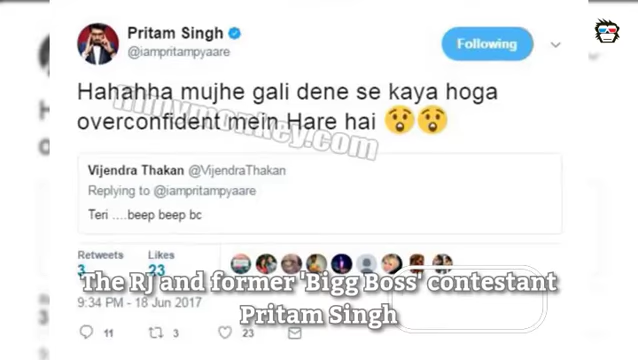 Pritam Singh
@iampritampyaare
Following
Hahahha mujhe gali dene se kaya hoga
overconfident mein Hare hai 😲😲
Vijendra Thakan @VijendraThakan
Replying to @iampritampyaare
Teri ....beep beep bc
Retweets Likes
3 23
The RJ and former 'Bigg Boss' contestant
Pritam Singh
9:34 PM - 18 Jun 2017
11 3 23